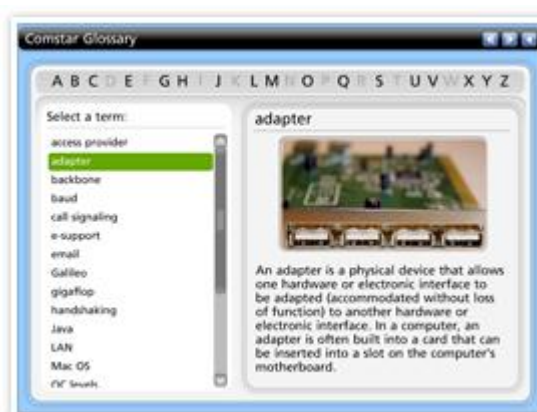 Comstar Glossary
A B C D E F G H I J K L M N O P Q R S T U V W X Y Z
Select a term:
access provider
adapter
backbone
baud
call signaling
e-support
email
Galileo
gigaflop
handshaking
Java
LAN
Mac OS
OC levels
adapter
An adapter is a physical device that allows
one hardware or electronic interface to
be adapted (accommodated without loss
of function) to another hardware or
electronic interface. In a computer, an
adapter is often built into a card that can
be inserted into a slot on the computer's
motherboard.